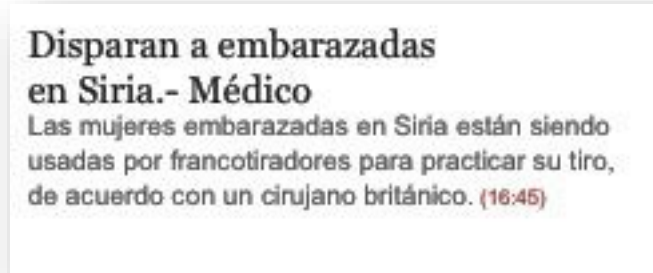 Disparan a embarazadas
en Siria.- Médico
Las mujeres embarazadas en Siria están siendo
usadas por francotiradores para practicar su tiro,
de acuerdo con un cirujano británico. (16:45)